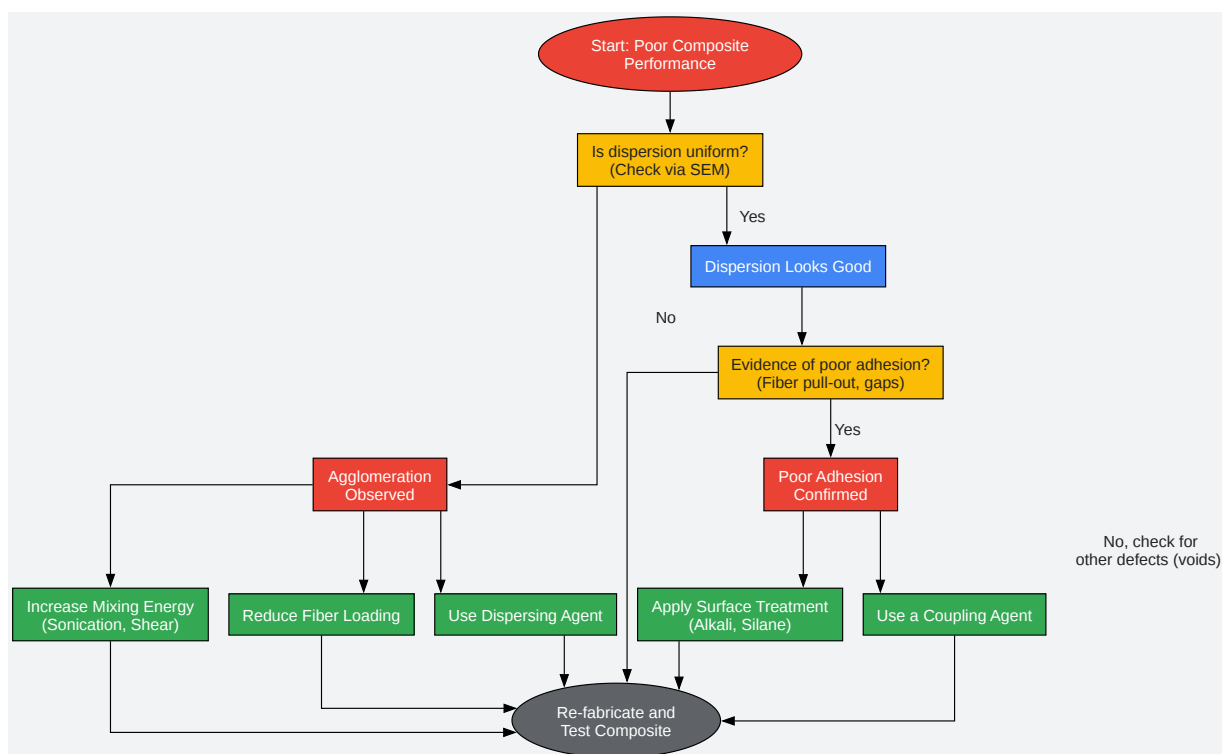 Start: Poor Composite
Performance
Is dispersion uniform?
(Check via SEM)
Yes
Dispersion Looks Good
No
Evidence of poor adhesion?
(Fiber pull-out, gaps)
Yes
Agglomeration
Observed
Poor Adhesion
Confirmed
No, check for
other defects (voids)
Increase Mixing Energy
(Sonication, Shear)
Reduce Fiber Loading
Use Dispersing Agent
Apply Surface Treatment
(Alkali, Silane)
Use a Coupling Agent
Re-fabricate and
Test Composite